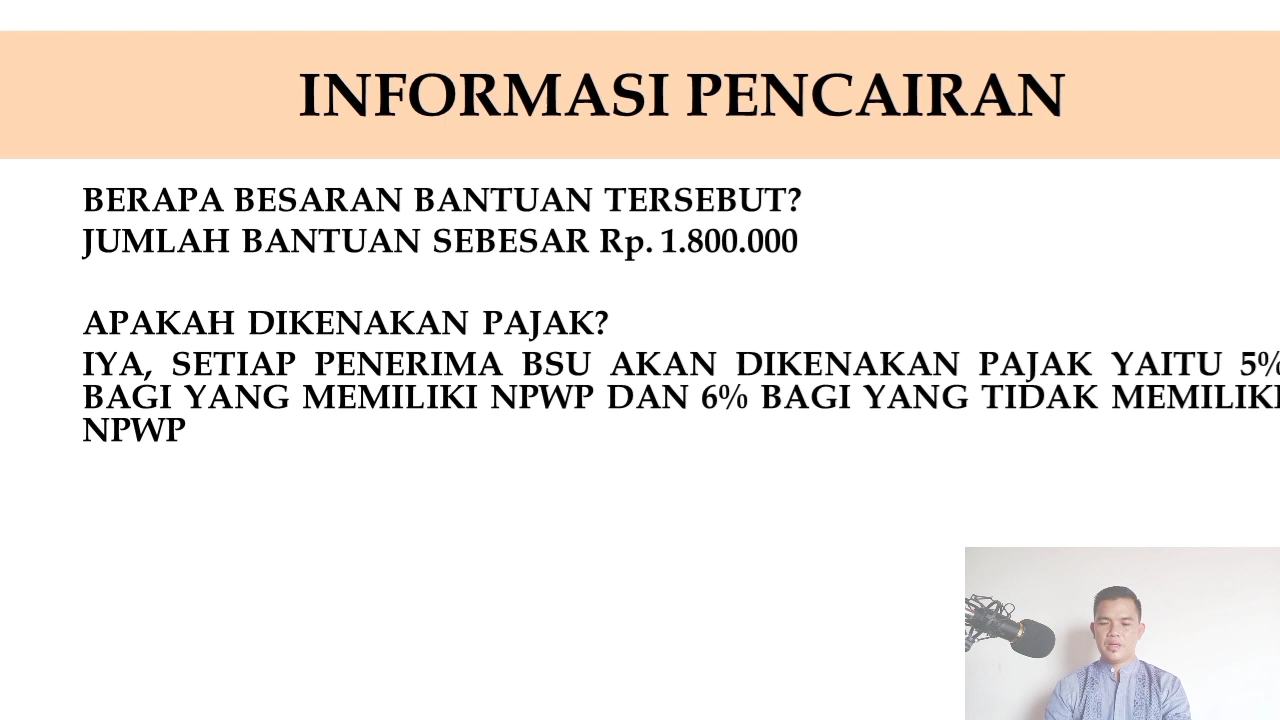 INFORMASI PENCAIRAN
BERAPA BESARAN BANTUAN TERSEBUT?
JUMLAH BANTUAN SEBESAR Rp. 1.800.000
APAKAH DIKENAKAN PAJAK?
IYA, SETIAP PENERIMA BSU AKAN DIKENAKAN PAJAK YAITU 5%
BAGI YANG MEMILIKI NPWP DAN 6% BAGI YANG TIDAK MEMILIKI
NPWP